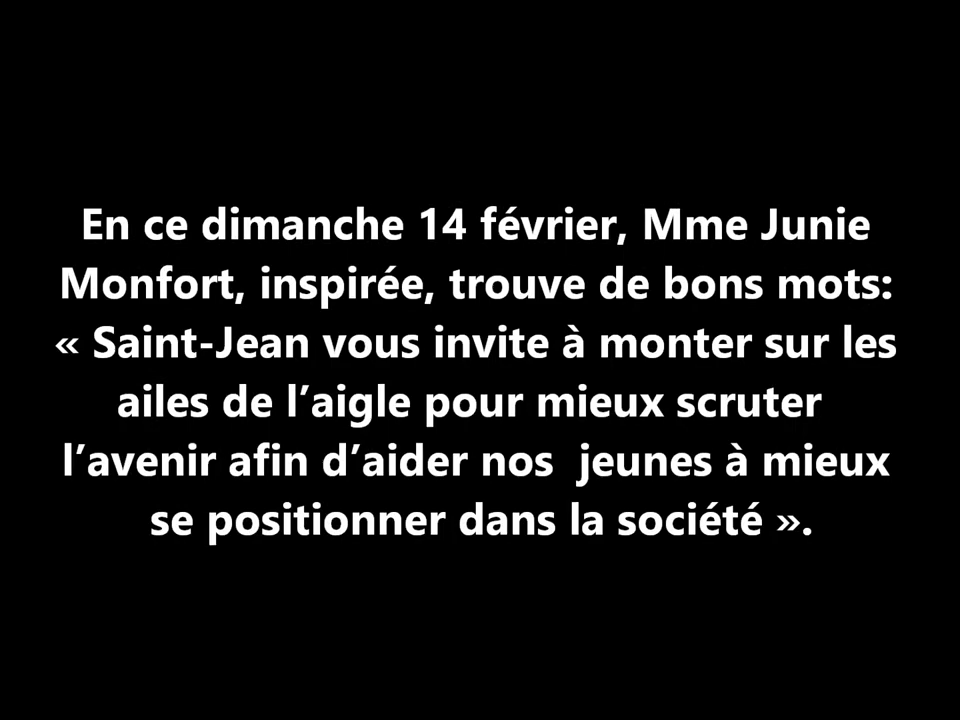 En ce dimanche 14 février, Mme Junie
Monfort, inspirée, trouve de bons mots:
« Saint-Jean vous invite à monter sur les
ailes de l’aigle pour mieux scruter
l’avenir afin d’aider nos  jeunes à mieux
se positionner dans la société ».